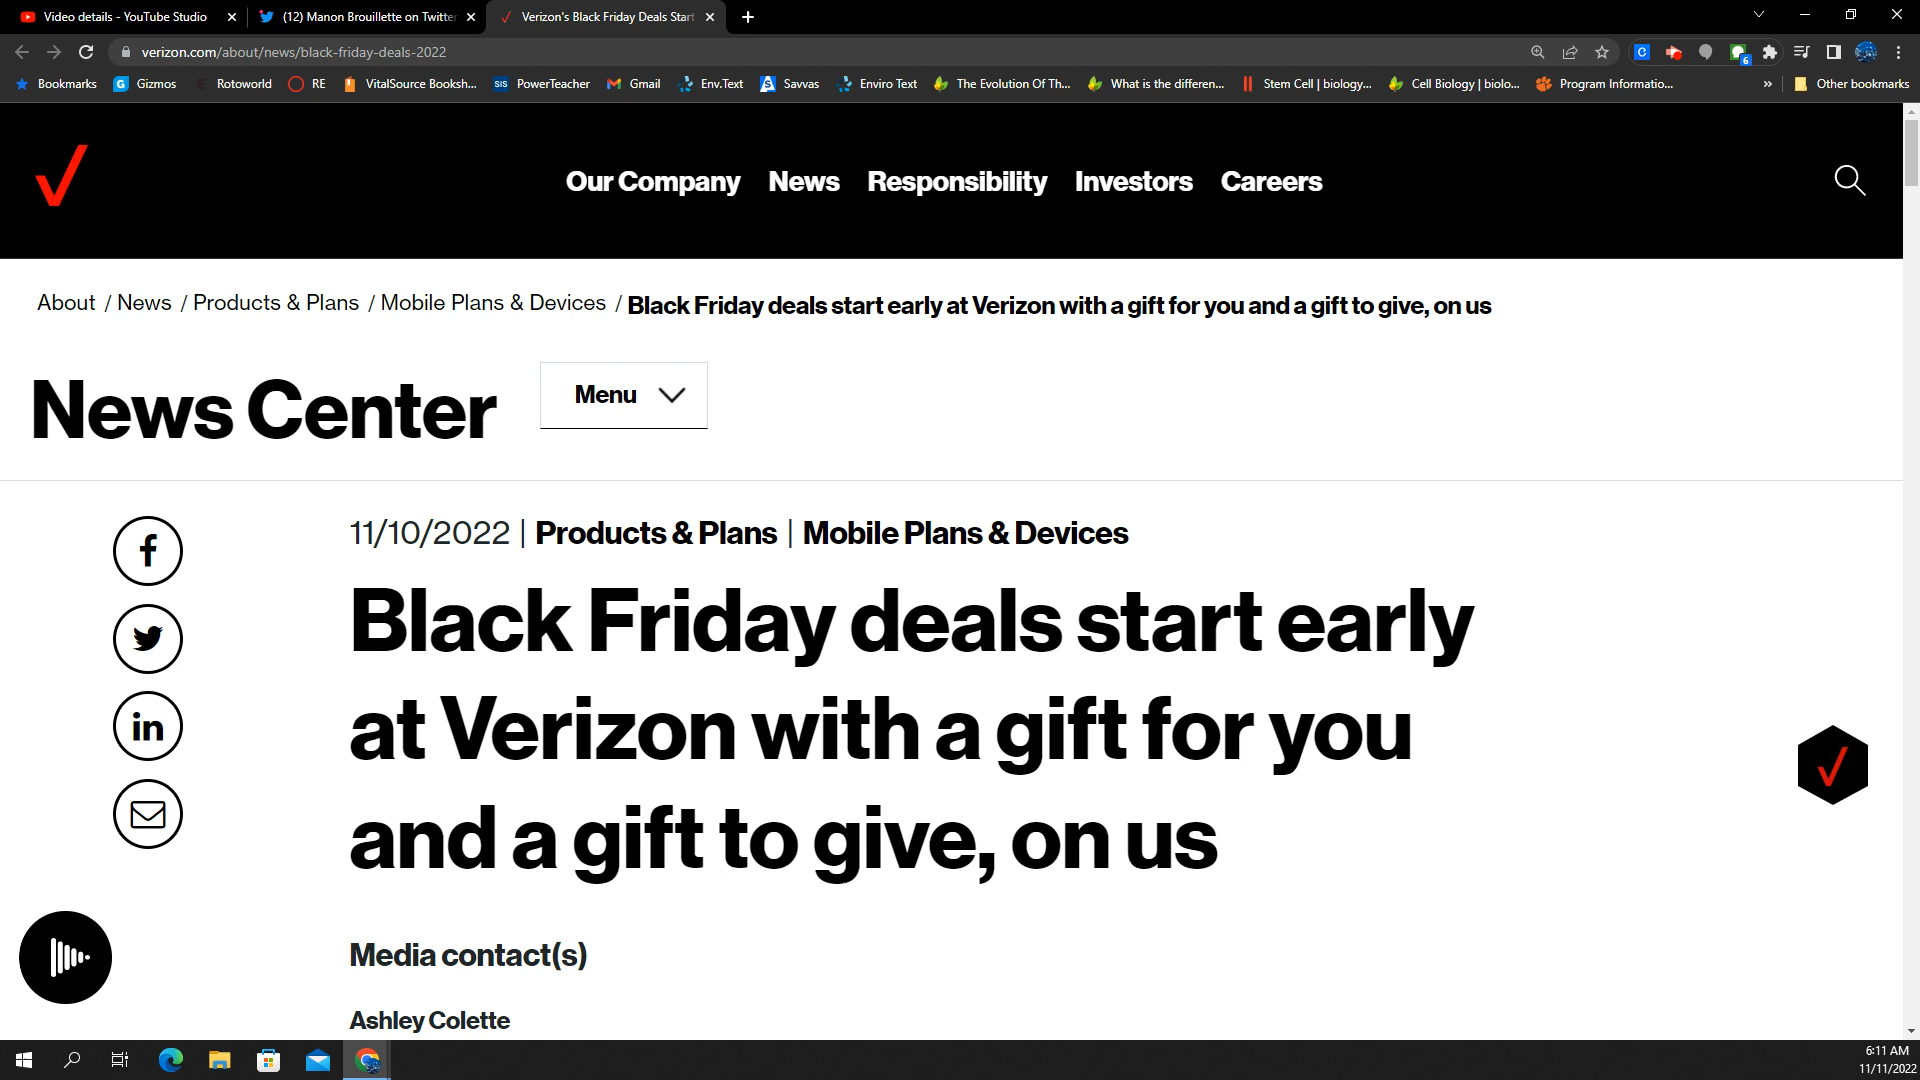 Video details - YouTube Studio
(12) Manon Brouillette on Twitter
Verizon's Black Friday Deals Start
verizon.com/about/news/black-friday-deals-2022
Bookmarks
Gizmos
Rotoworld
RE
VitalSource Booksh...
SIS PowerTeacher
Gmail
Env.Text
Savvas
Enviro Text
The Evolution Of Th...
What is the differen...
Stem Cell | biology...
Cell Biology | biolo...
Program Informatio...
»
Other bookmarks
Our Company News Responsibility Investors Careers
About / News / Products & Plans / Mobile Plans & Devices / Black Friday deals start early at Verizon with a gift for you and a gift to give, on us
News Center
Menu
11/10/2022 | Products & Plans | Mobile Plans & Devices
Black Friday deals start early
at Verizon with a gift for you
and a gift to give, on us
Media contact(s)
Ashley Colette
6:11 AM
11/11/2022